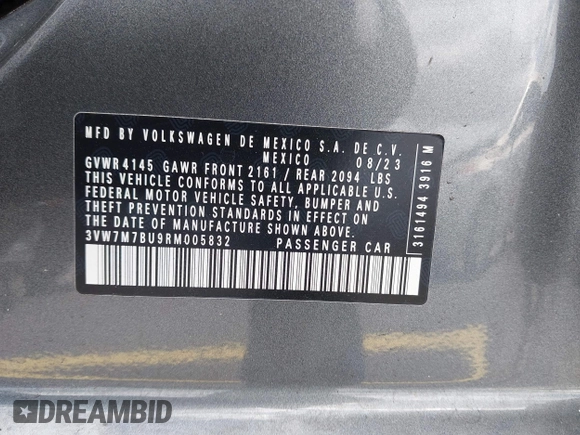 MFD BY VOLKSWAGEN DE MEXICO S.A. DE C.V.
MEXICO 08/23
GVWR 4145 GAWR FRONT 2161 / REAR 2094 LBS
THIS VEHICLE CONFORMS TO ALL APPLICABLE U.S.
FEDERAL MOTOR VEHICLE SAFETY, BUMPER AND
THEFT PREVENTION STANDARDS IN EFFECT ON
THE DATE OF MANUFACTURE SHOWN ABOVE.
3VW7M7BU9RM005832 PASSENGER CAR
3161494 3916 M
DREAMBID